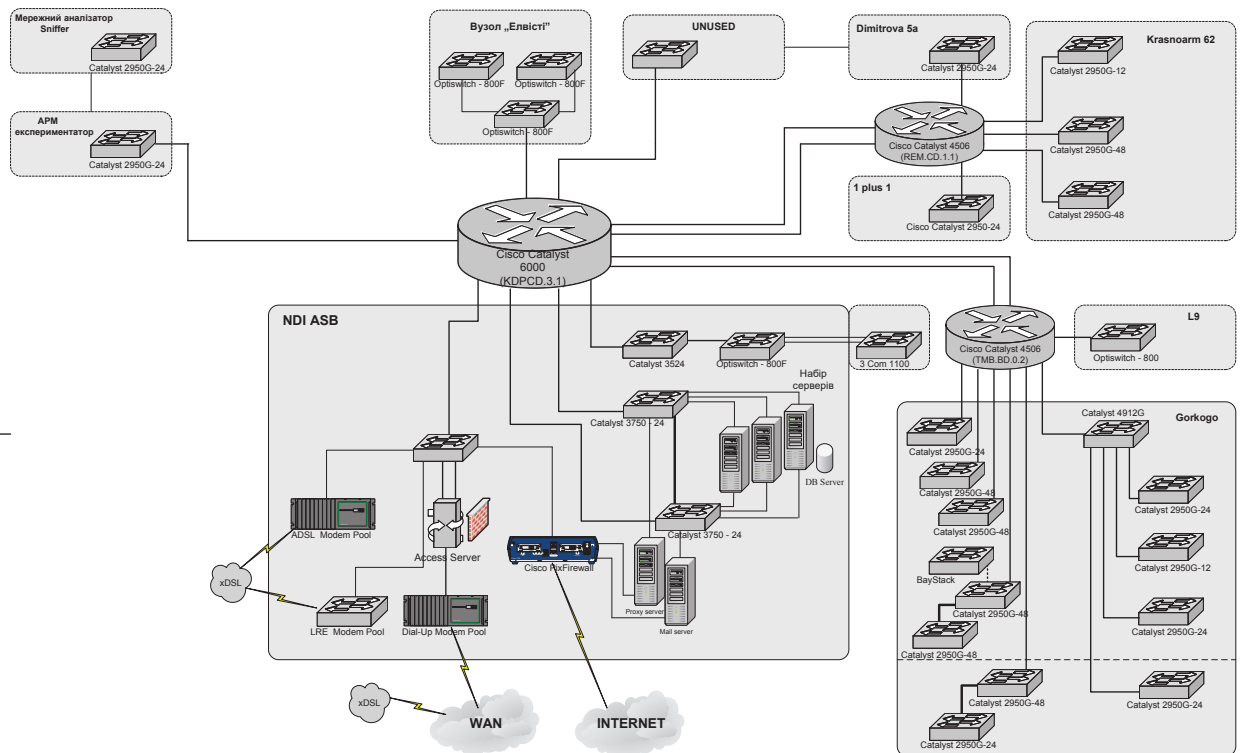 Мережний аналізатор
Sniffer
Catalyst 2950G-24
АРМ
експериментатор
Catalyst 2950G-24
Вузол „Елвісті”
Optiswitch - 800F
Optiswitch - 800F
Optiswitch - 800F
UNUSED
Dimitrova 5a
Catalyst 2950G-24
Krasnoarm 62
Catalyst 2950G-12
Catalyst 2950G-48
Catalyst 2950G-48
Cisco Catalyst 4506
(REM.CD.1.1)
1 plus 1
Cisco Catalyst 2950-24
Cisco Catalyst
6000
(KDPCD.3.1)
NDI ASB
Catalyst 3524
Optiswitch - 800F
3 Com 1100
Набір
серверів
Catalyst 3750 - 24
DB Server
Catalyst 3750 - 24
ADSL Modem Pool
Access Server
Cisco PixFirewall
Proxy server
Mail server
xDSL
LRE Modem Pool
Dial-Up Modem Pool
xDSL
WAN
INTERNET
Cisco Catalyst 4506
(TMB.BD.0.2)
L9
Optiswitch - 800
Gorkogo
Catalyst 4912G
Catalyst 2950G-24
Catalyst 2950G-48
Catalyst 2950G-48
BayStack
Catalyst 2950G-48
Catalyst 2950G-48
Catalyst 2950G-48
Catalyst 2950G-24
Catalyst 2950G-24
Catalyst 2950G-12
Catalyst 2950G-24
Catalyst 2950G-24